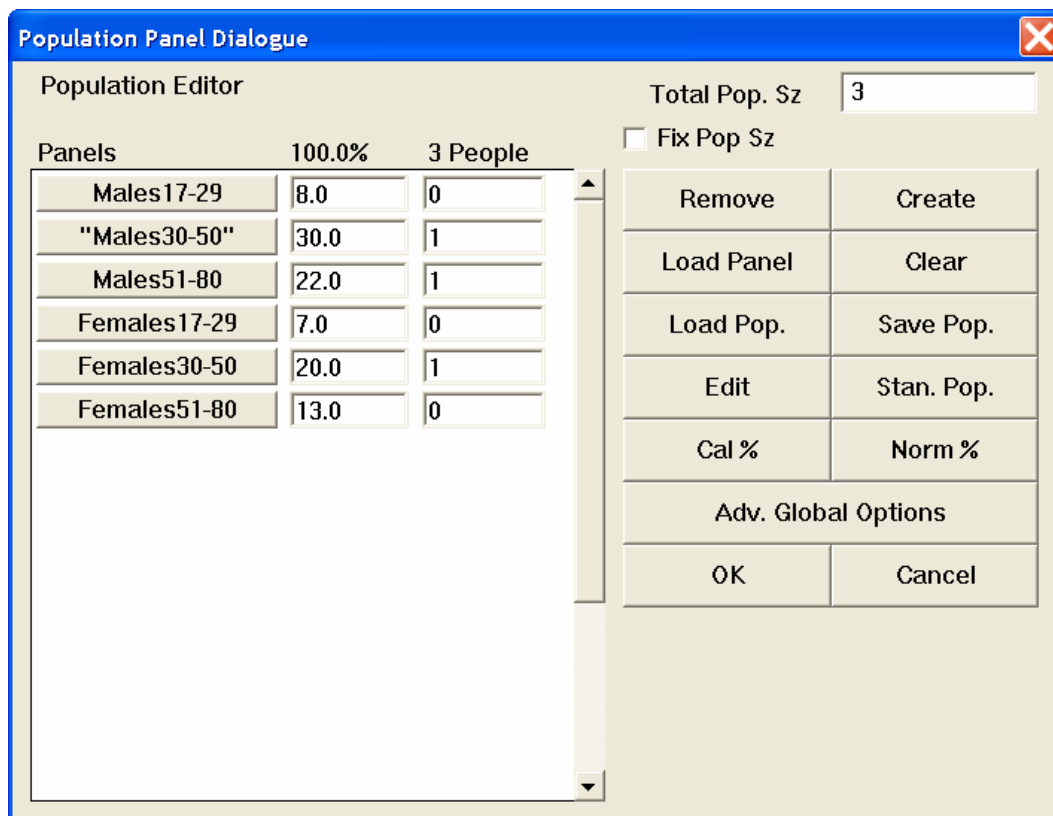 Population Panel Dialogue
Population Editor
Total Pop. Sz 3
Fix Pop Sz
Panels 100.0% 3 People
Males17-29 8.0 0
"Males30-50" 30.0 1
Males51-80 22.0 1
Females17-29 7.0 0
Females30-50 20.0 1
Females51-80 13.0 0
Remove Create
Load Panel Clear
Load Pop. Save Pop.
Edit Stan. Pop.
Cal % Norm %
Adv. Global Options
OK Cancel